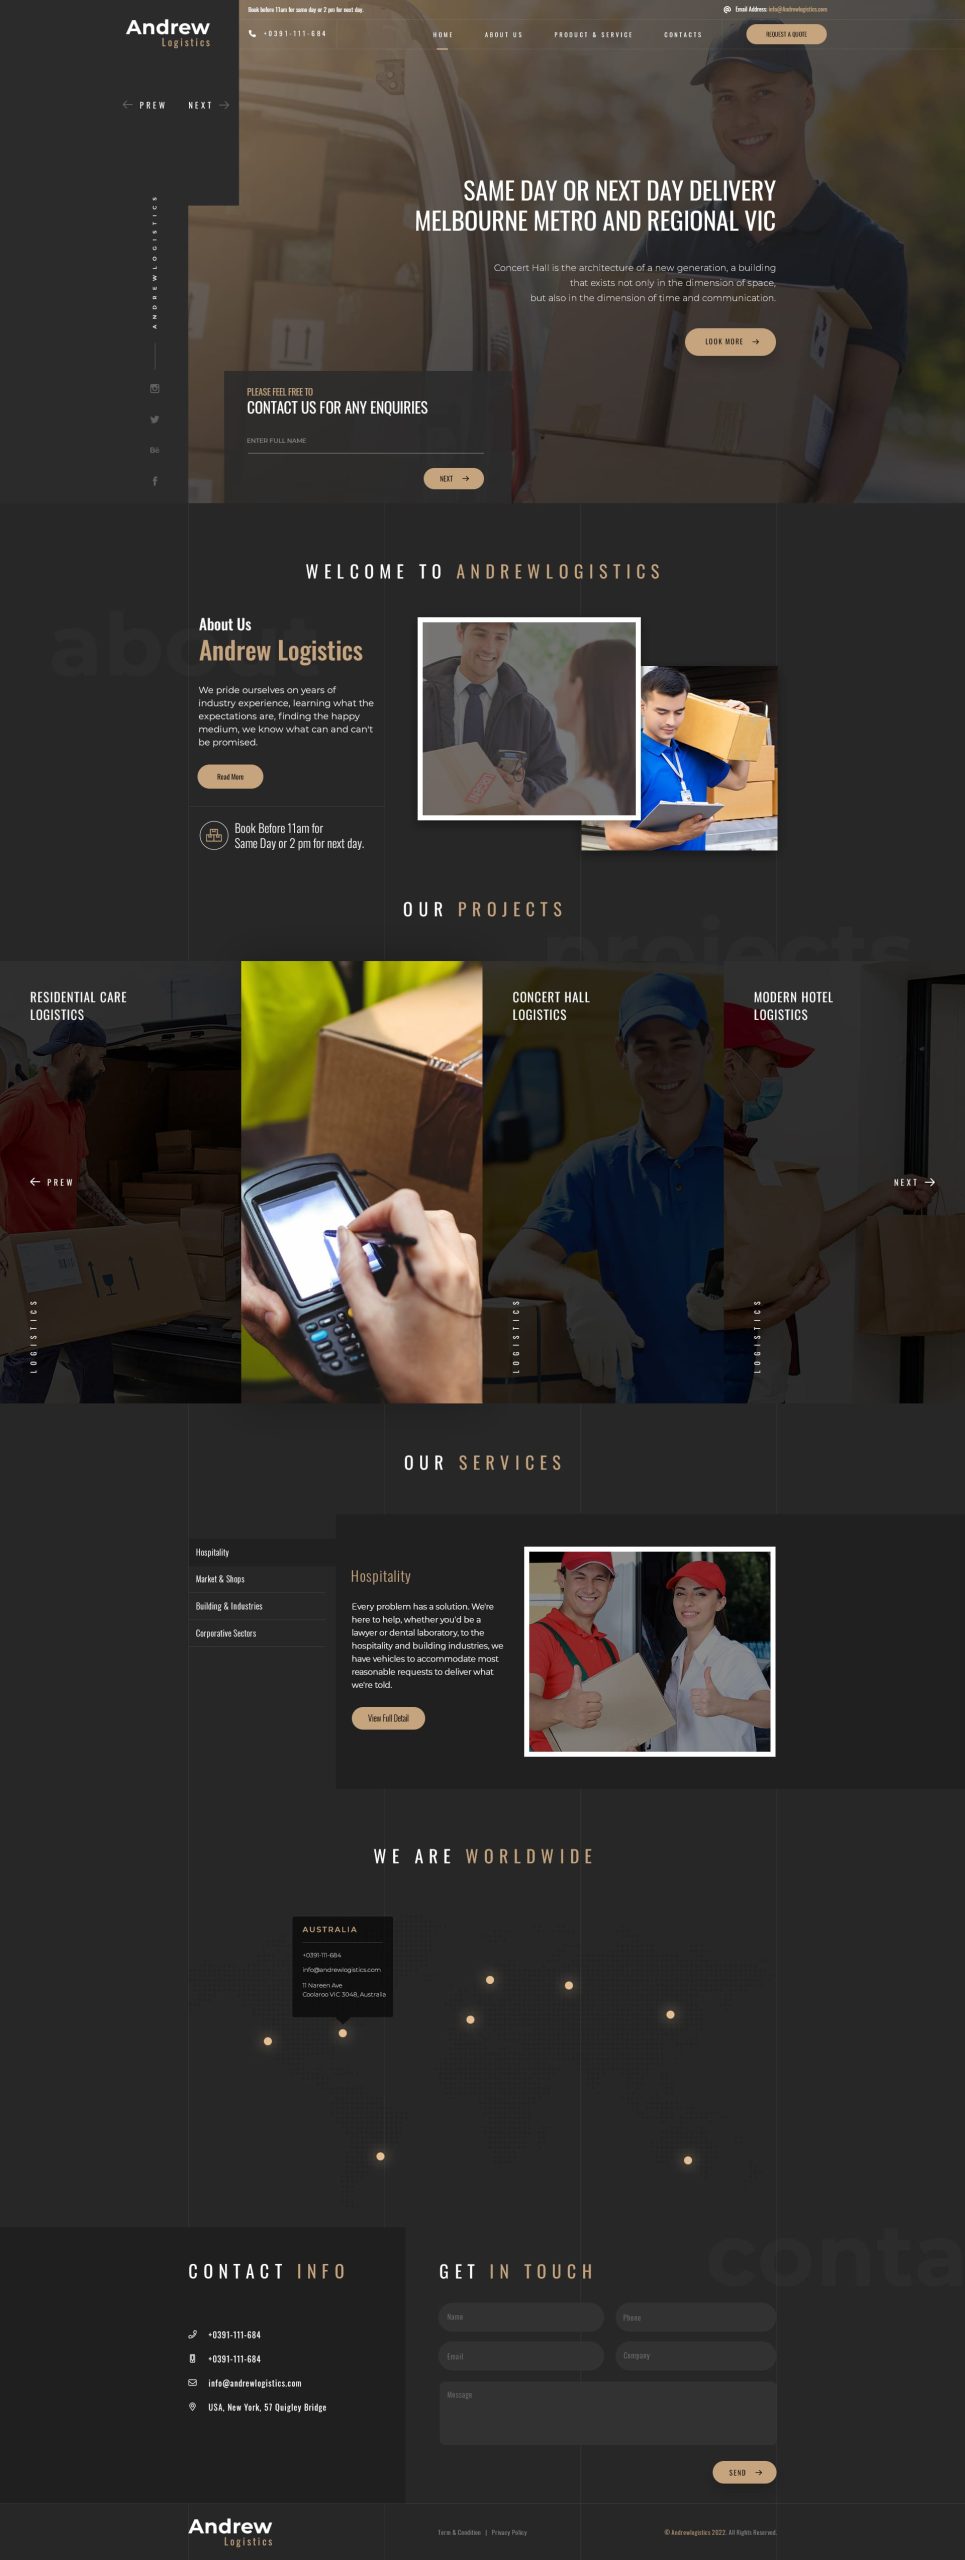 Andrew
Logistics
Book before 11am for same day or 2 pm for next day.
Email Address: info@Andrewlogistics.com
+0391-111-684
HOME
ABOUT US
PRODUCT & SERVICE
CONTACTS
REQUEST A QUOTE
PREW
NEXT
ANDREWLOGISTICS
SAME DAY OR NEXT DAY DELIVERY
MELBOURNE METRO AND REGIONAL VIC
Concert Hall is the architecture of a new generation, a building
that exists not only in the dimension of space,
but also in the dimension of time and communication.
LOOK MORE
PLEASE FEEL FREE TO
CONTACT US FOR ANY ENQUIRIES
ENTER FULL NAME
NEXT
Bē
WELCOME TO ANDREWLOGISTICS
about
About Us
Andrew Logistics
We pride ourselves on years of
industry experience, learning what the
expectations are, finding the happy
medium, we know what can and can't
be promised.
Read More
Book Before 11am for
Same Day or 2 pm for next day.
OUR PROJECTS
projects
RESIDENTIAL CARE
LOGISTICS
CONCERT HALL
LOGISTICS
MODERN HOTEL
LOGISTICS
PREW
NEXT
LOGISTICS
LOGISTICS
LOGISTICS
OUR SERVICES
Hospitality
Market & Shops
Building & Industries
Corporative Sectors
Hospitality
Every problem has a solution. We're
here to help, whether you'd be a
lawyer or dental laboratory, to the
hospitality and building industries, we
have vehicles to accommodate most
reasonable requests to deliver what
we're told.
View Full Detail
WE ARE WORLDWIDE
AUSTRALIA
+0391-111-684
info@andrewlogistics.com
11 Nareen Ave
Coolaroo VIC 3048, Australia
CONTACT INFO
+0391-111-684
+0391-111-684
info@andrewlogistics.com
USA, New York, 57 Quigley Bridge
conta
GET IN TOUCH
Name
Phone
Email
Company
Message
SEND
Andrew
Logistics
Term & Condition | Privacy Policy
© Andrewlogistics 2022. All Rights Reserved.